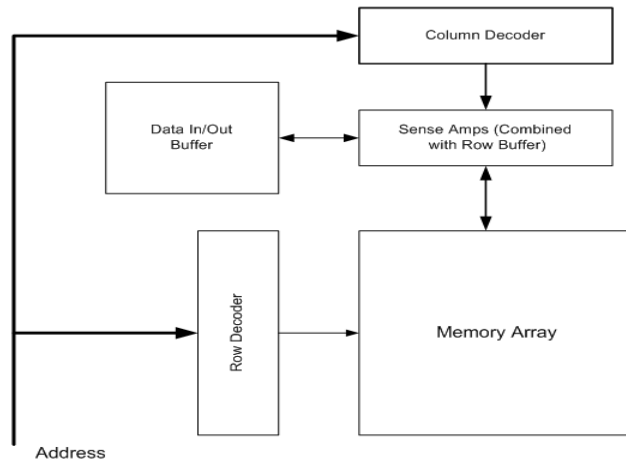 Column Decoder
Data In/Out
Buffer
Sense Amps (Combined
with Row Buffer)
Row Decoder
Memory Array
Address